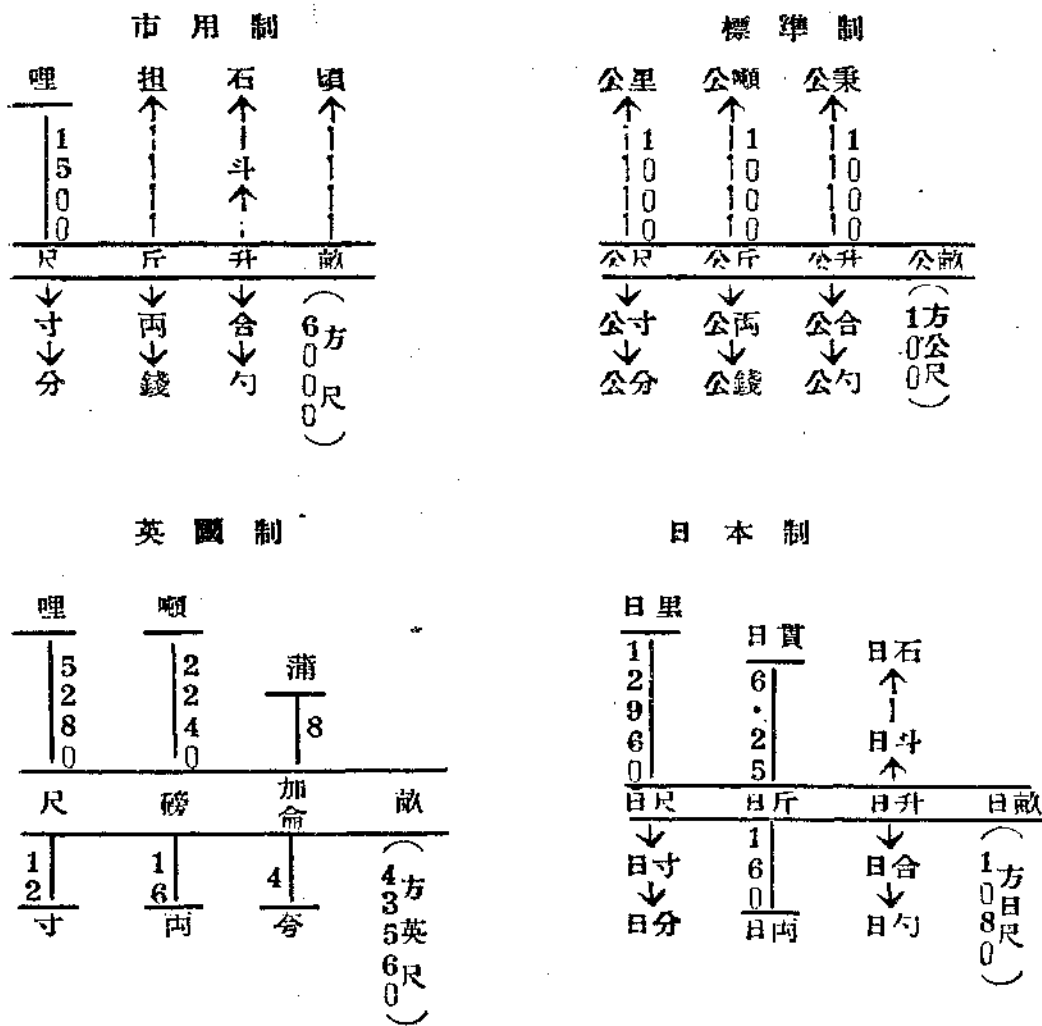 市用制
哩 担 石 頃
1500
斗
尺 斤 升 畝
寸 両 合 (6000方尺)
分 錢 勺
標準制
公里 公噸 公秉
1000 1000 1000
公尺 公斤 公升 公畝
公寸 公両 公合 (100方公尺)
公分 公錢 公勺
英國制
哩 噸 蒲
5280 2240 8
尺 磅 加侖 畝
12 16 4 (43560方英尺)
寸 両 夸
日本制
日里 日貫 日石
12960 6·25 日斗
日尺 日斤 日升 日畝
日寸 160 日合 (1080方日尺)
日分 日両 日勺